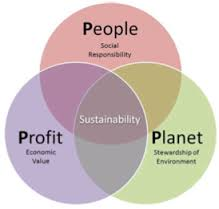 People
Social
Responsibility
Sustainability
Profit
Economic
Value
Planet
Stewardship of
Environment